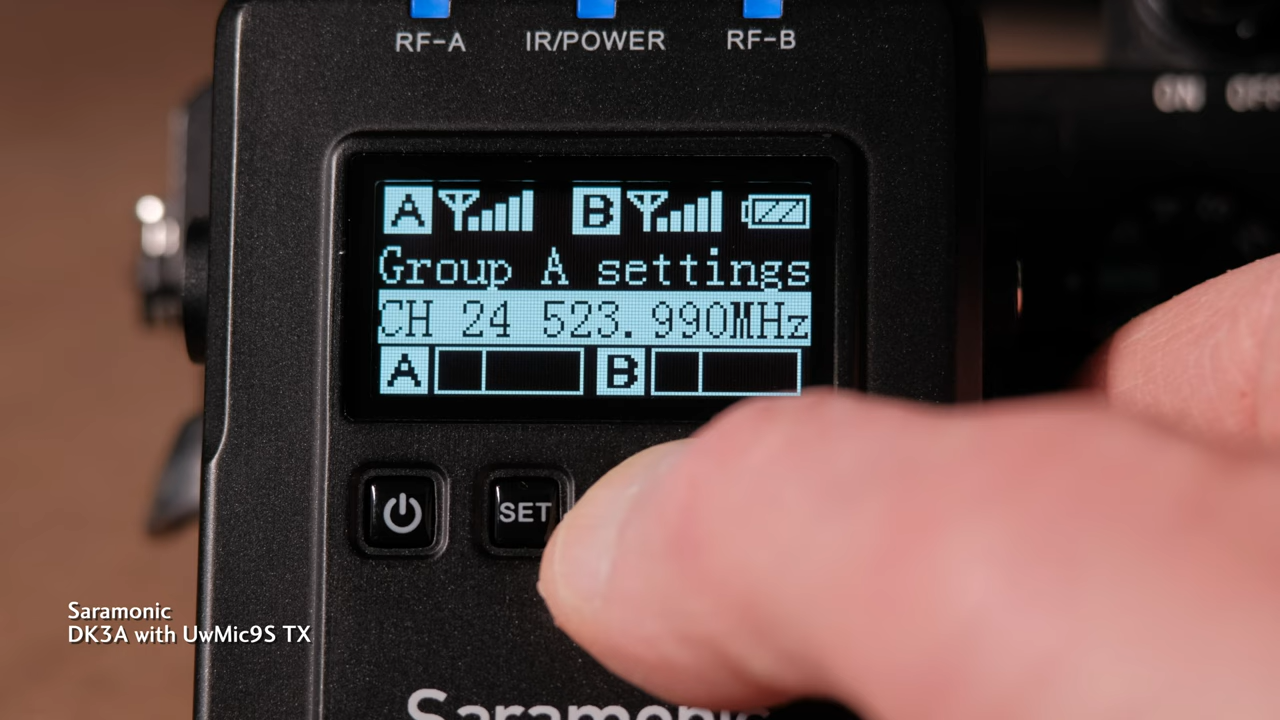 RF-A IR/POWER RF-B
ON OFF
A B
Group A settings
CH 24 523.990MHz
A B
SET
Saramonic
DK3A with UwMic9S TX
Saramonic